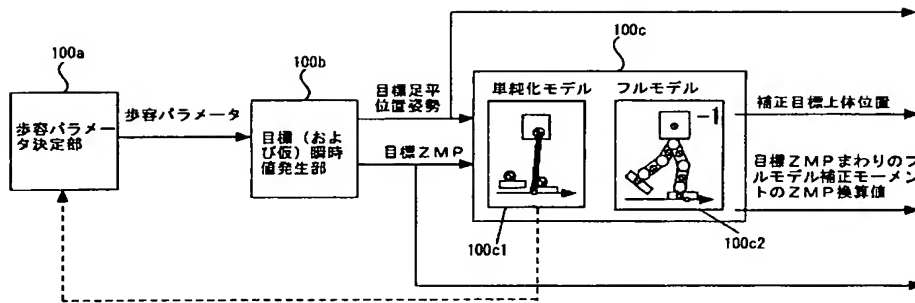 100a
歩容パラメー
タ決定部
歩容パラメータ
100b
目標(および
び仮)瞬時
値発生部
目標足平
位置姿勢
目標ZMP
100c
単純化モデル
フルモデル
-1
100c1
100c2
補正目標上体位置
目標ZMPまわりのフ
ルモデル補正モーメン
トのZMP換算値